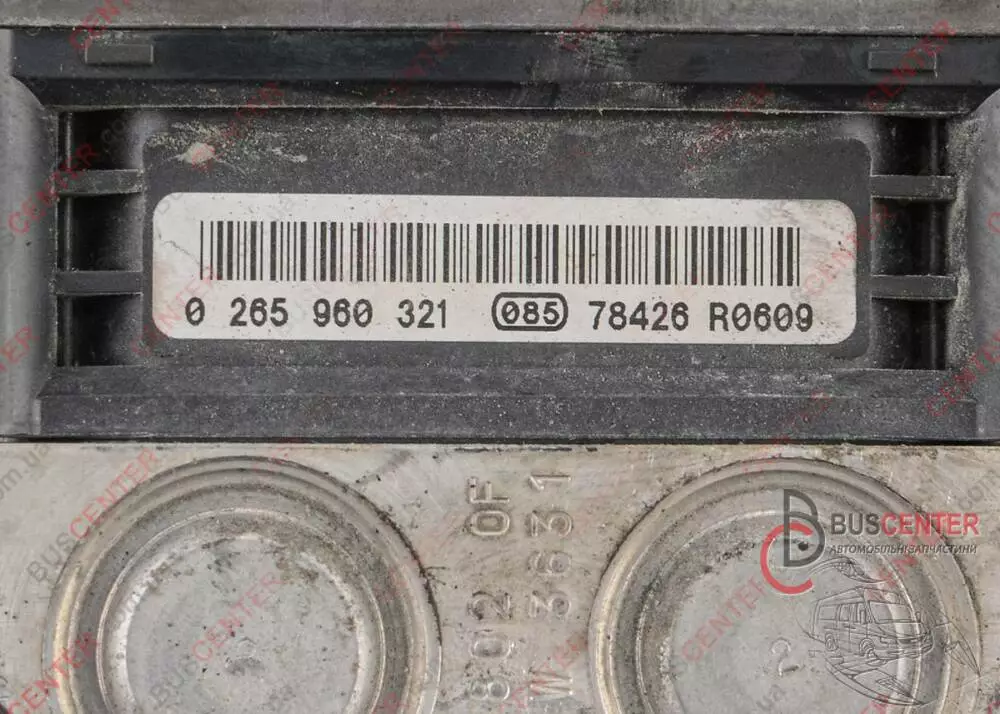 0 265 960 321 085 78426 R0609
BUSCENTER
АВТОМОБІЛЬНІ ЗАПЧАСТИНИ